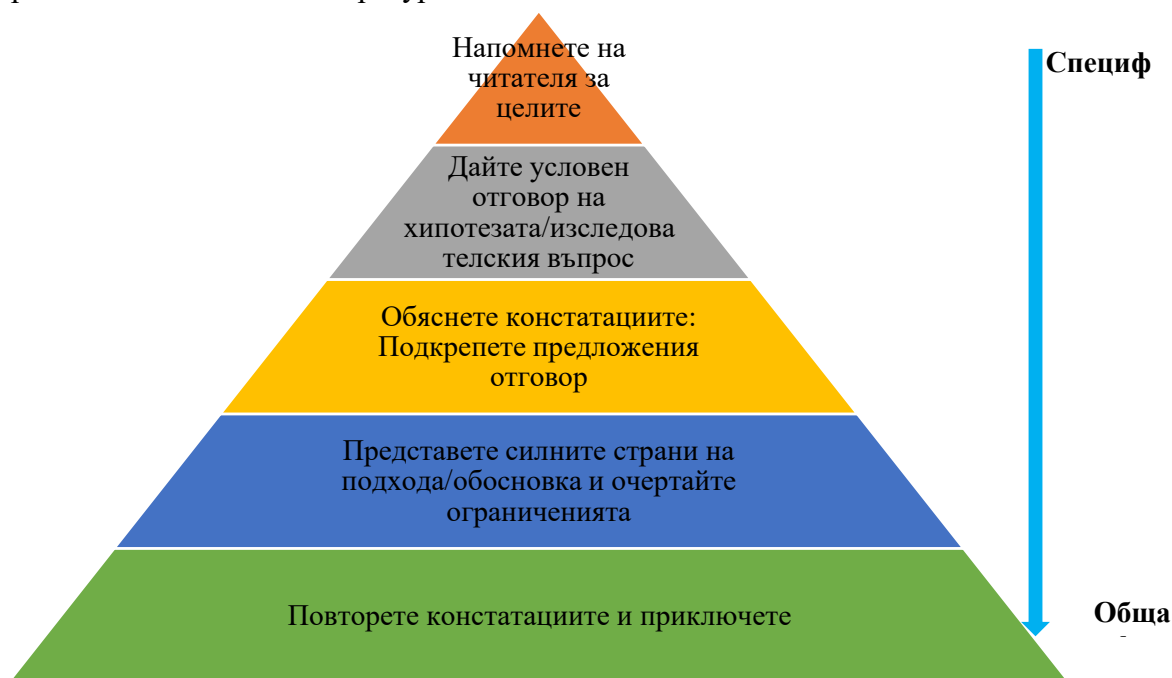 Напомнете на
читателя за
целите
Специф
Дайте условен
отговор на
хипотезата/изследова
телския въпрос
Обяснете констатациите:
Подкрепете предложения
отговор
Представете силните страни на
подхода/обосновка и очертайте
ограниченията
Повторете констатациите и приключете
Обща